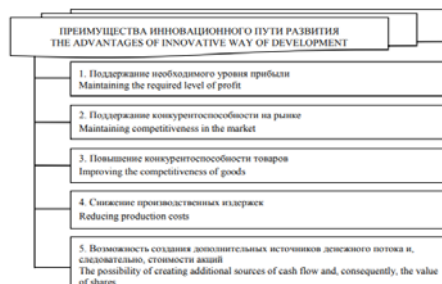 ПРЕИМУЩЕСТВА ИННОВАЦИОННОГО ПУТИ РАЗВИТИЯ
THE ADVANTAGES OF INNOVATIVE WAY OF DEVELOPMENT
1. Поддержание необходимого уровня прибыли
Maintaining the required level of profit
2. Поддержание конкурентоспособности на рынке
Maintaining competitiveness in the market
3. Повышение конкурентоспособности товаров
Improving the competitiveness of goods
4. Снижение производственных издержек
Reducing production costs
5. Возможность создания дополнительных источников денежного потока и,
следовательно, стоимости акций
The possibility of creating additional sources of cash flow and, consequently, the value
of shares